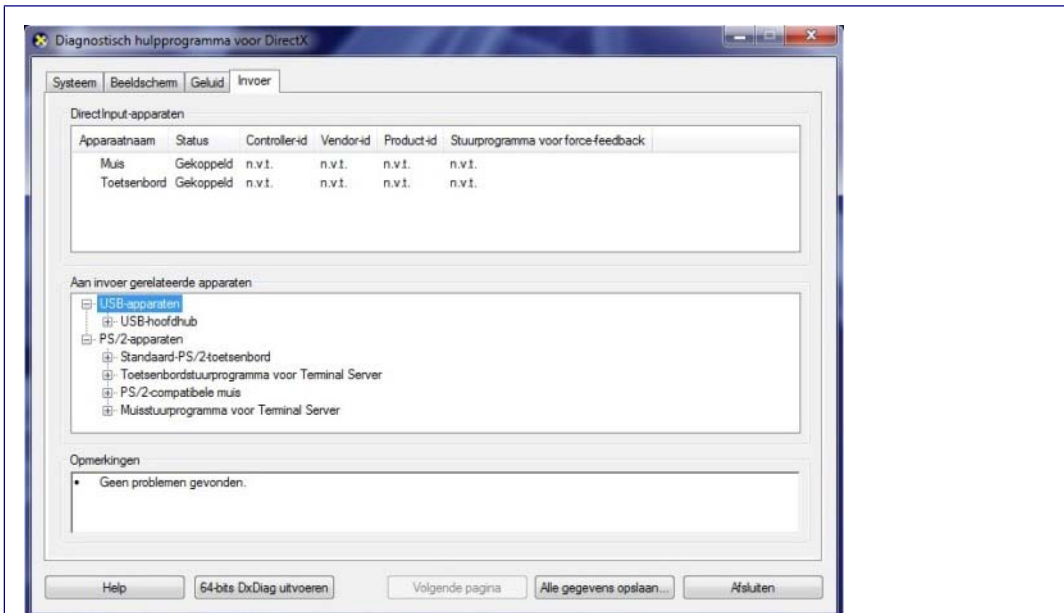 Diagnostisch hulpprogramma voor DirectX
Systeem Beeldscherm Geluid Invoer
DirectInput-apparaten
Apparaatnaam Status Controller-id Vendor-id Product-id Stuurprogramma voor force-feedback
Muis Gekoppeld n.v.t. n.v.t. n.v.t. n.v.t.
Toetsenbord Gekoppeld n.v.t. n.v.t. n.v.t. n.v.t.
Aan invoer gerelateerde apparaten
USB-apparaten
USB-hoofdhub
PS/2-apparaten
Standaard-PS/2-toetsenbord
Toetsenbordstuurprogramma voor Terminal Server
PS/2-compatibele muis
Muisstuurprogramma voor Terminal Server
Opmerkingen
• Geen problemen gevonden.
Help 64-bits DxDiag uitvoeren Volgende pagina Alle gegevens opslaan... Afsluiten